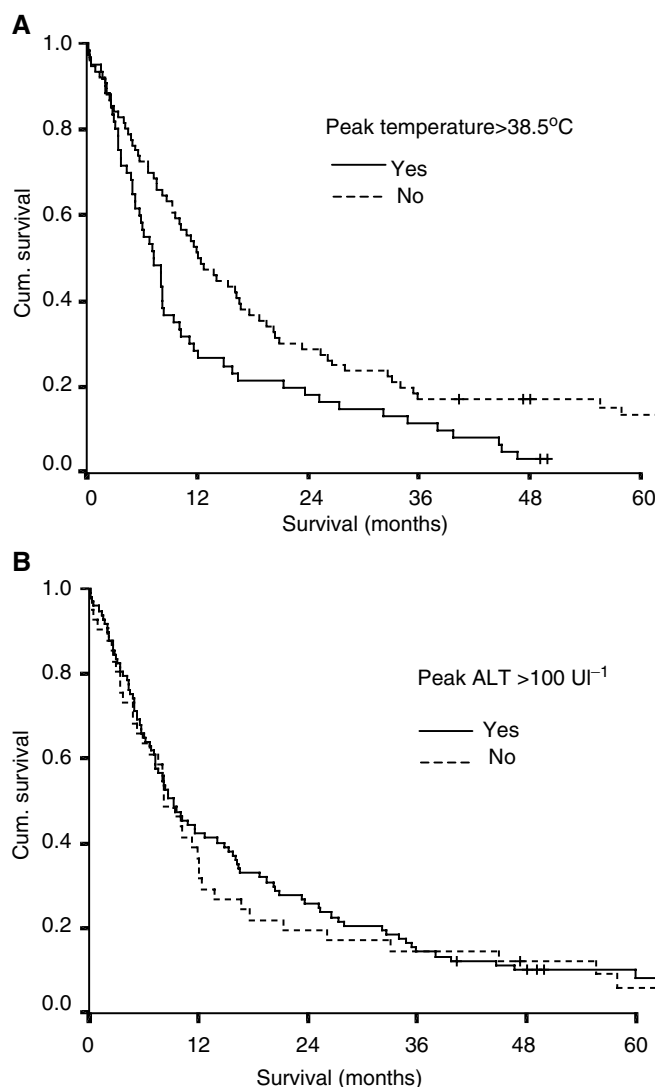 A
1.0
0.8
0.6
0.4
0.2
0.0
Cum. survival
Peak temperature>38.5°C
Yes
No
0 12 24 36 48 60
Survival (months)
B
1.0
0.8
0.6
0.4
0.2
0.0
Cum. survival
Peak ALT >100 Ul⁻¹
Yes
No
0 12 24 36 48 60
Survival (months)